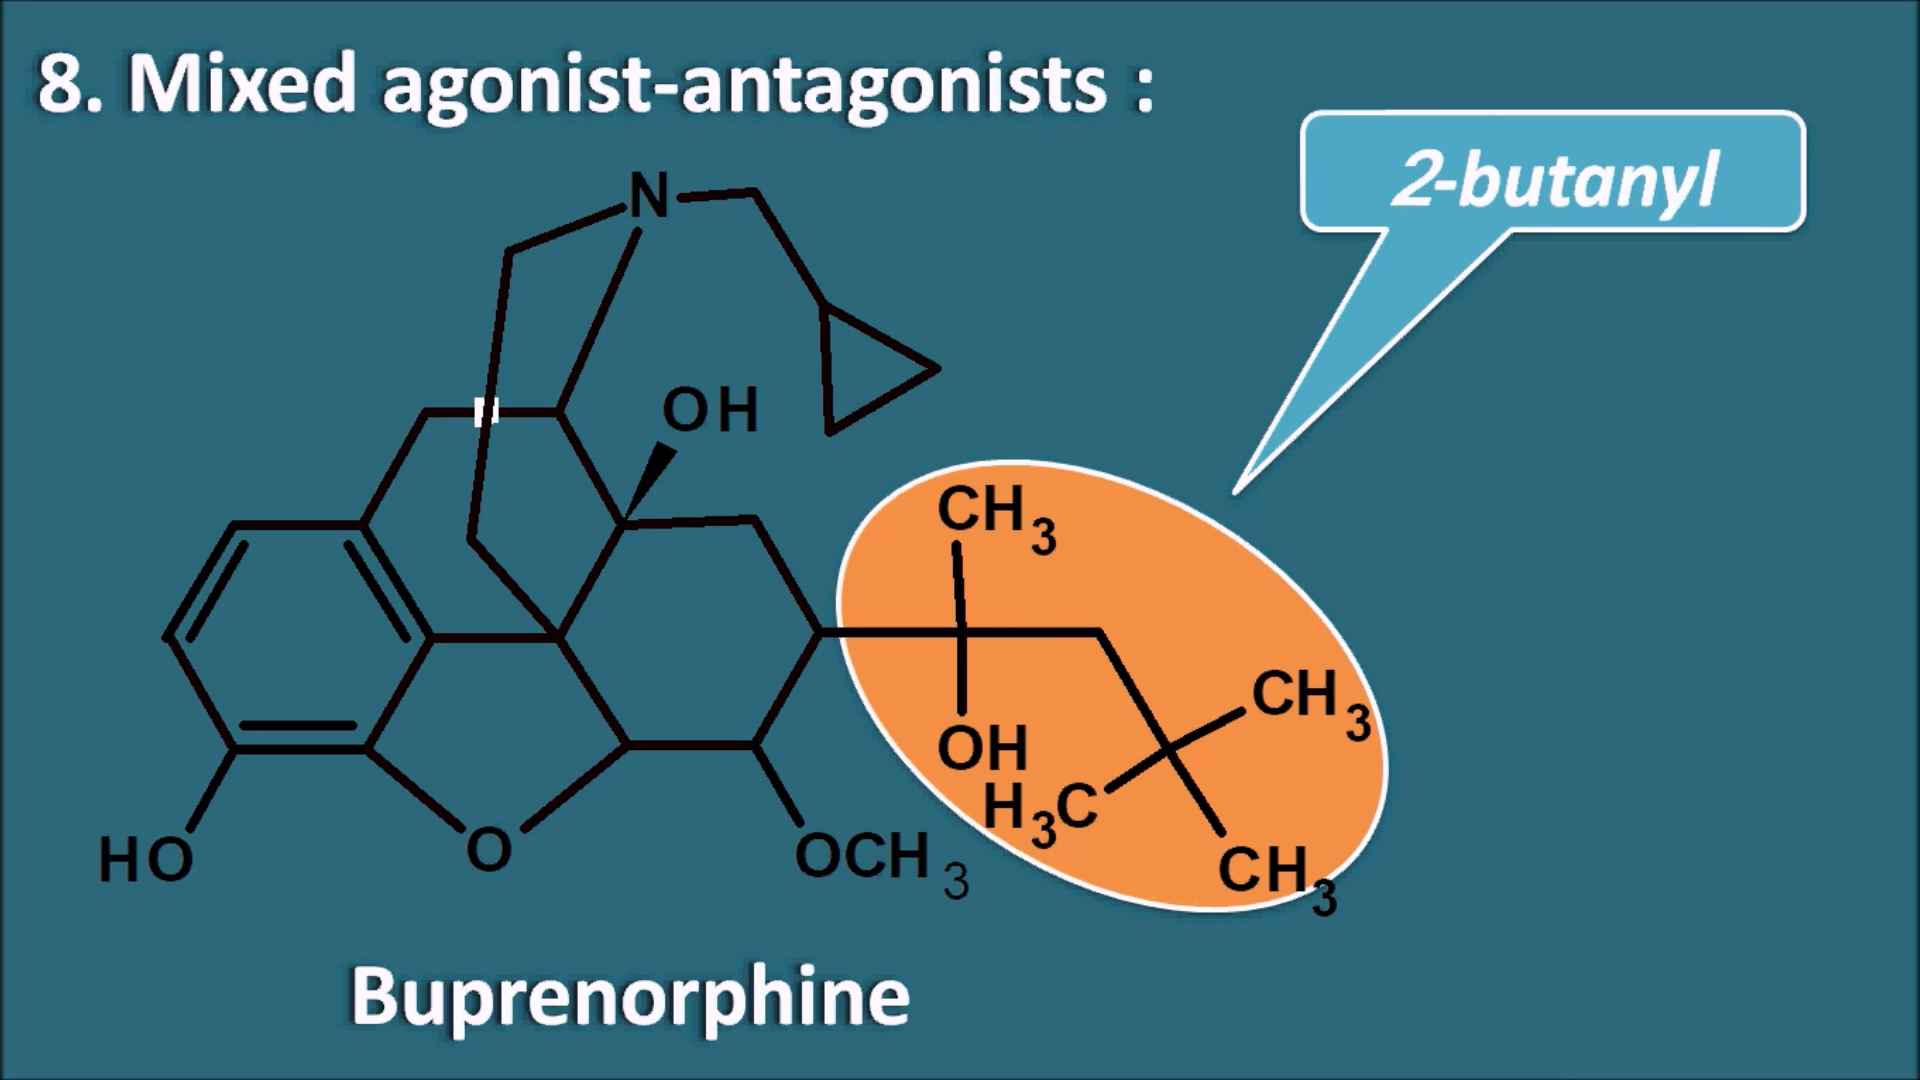 8. Mixed agonist-antagonists :
2-butanyl
N
OH
CH3
CH3
OH
H3C
HO
O
OCH3
CH3
Buprenorphine